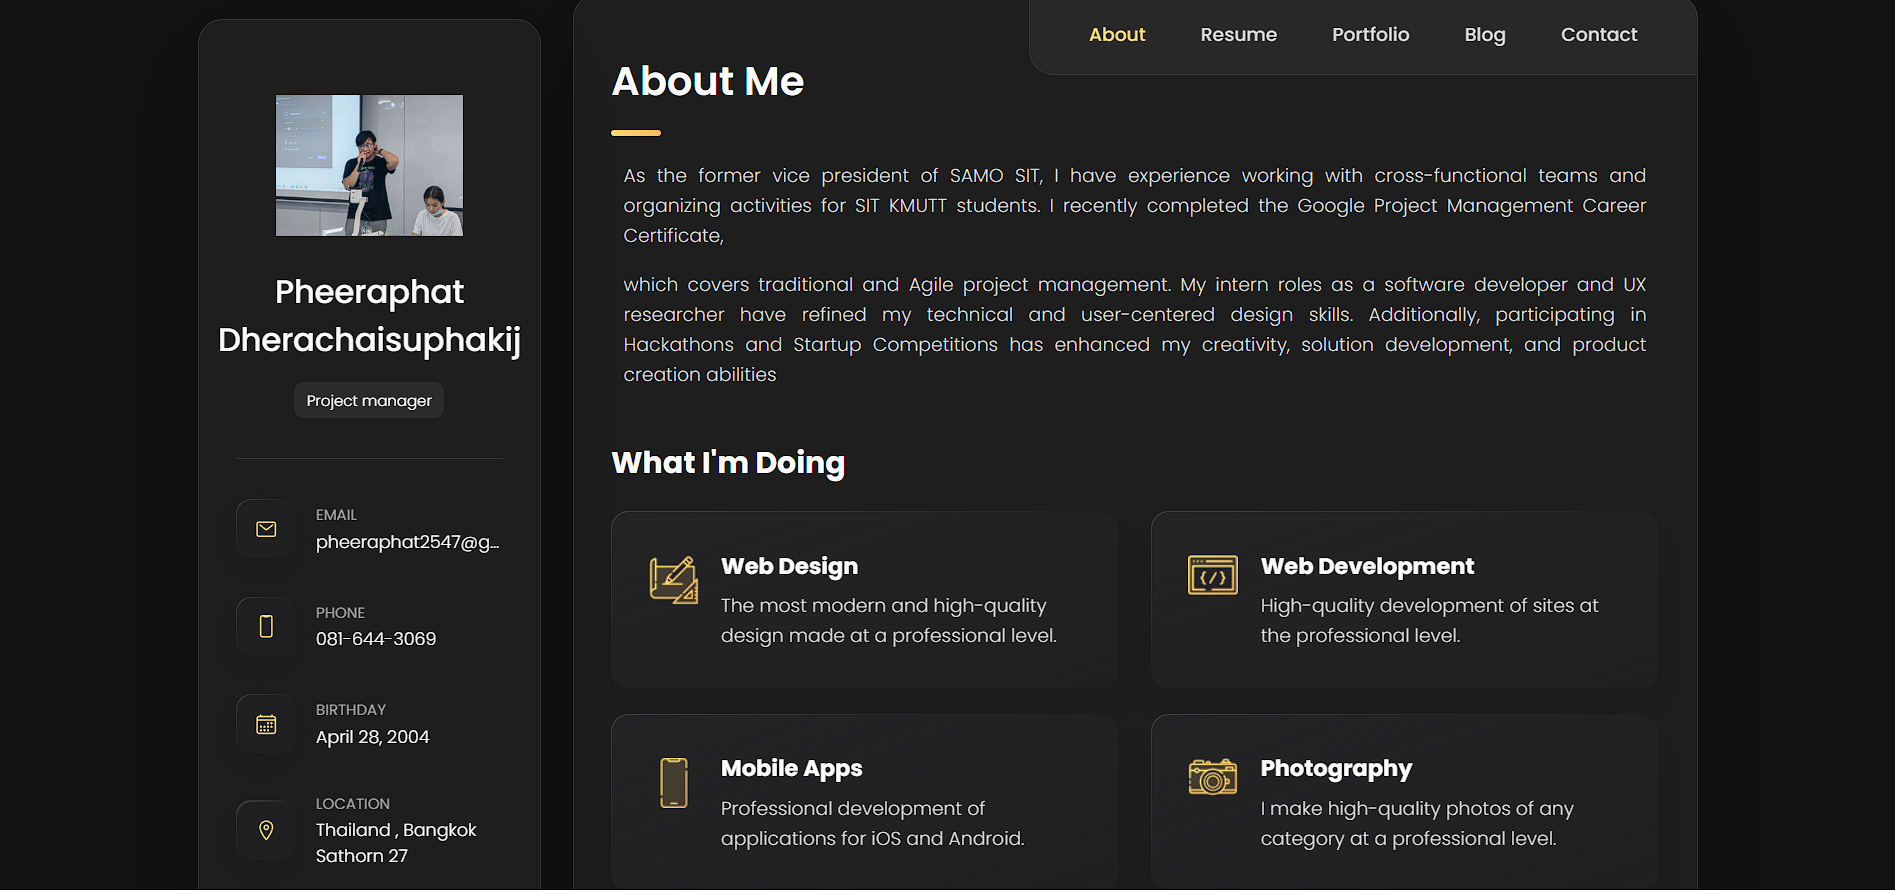 About
Resume
Portfolio
Blog
Contact
Pheeraphat
Dherachaisuphakij
Project manager
EMAIL
pheeraphat2547@g...
PHONE
081-644-3069
BIRTHDAY
April 28, 2004
LOCATION
Thailand , Bangkok
Sathorn 27
About Me
As the former vice president of SAMO SIT, I have experience working with cross-functional teams and
organizing activities for SIT KMUTT students. I recently completed the Google Project Management Career
Certificate,
which covers traditional and Agile project management. My intern roles as a software developer and UX
researcher have refined my technical and user-centered design skills. Additionally, participating in
Hackathons and Startup Competitions has enhanced my creativity, solution development, and product
creation abilities
What I'm Doing
Web Design
The most modern and high-quality
design made at a professional level.
Web Development
High-quality development of sites at
the professional level.
Mobile Apps
Professional development of
applications for iOS and Android.
Photography
I make high-quality photos of any
category at a professional level.